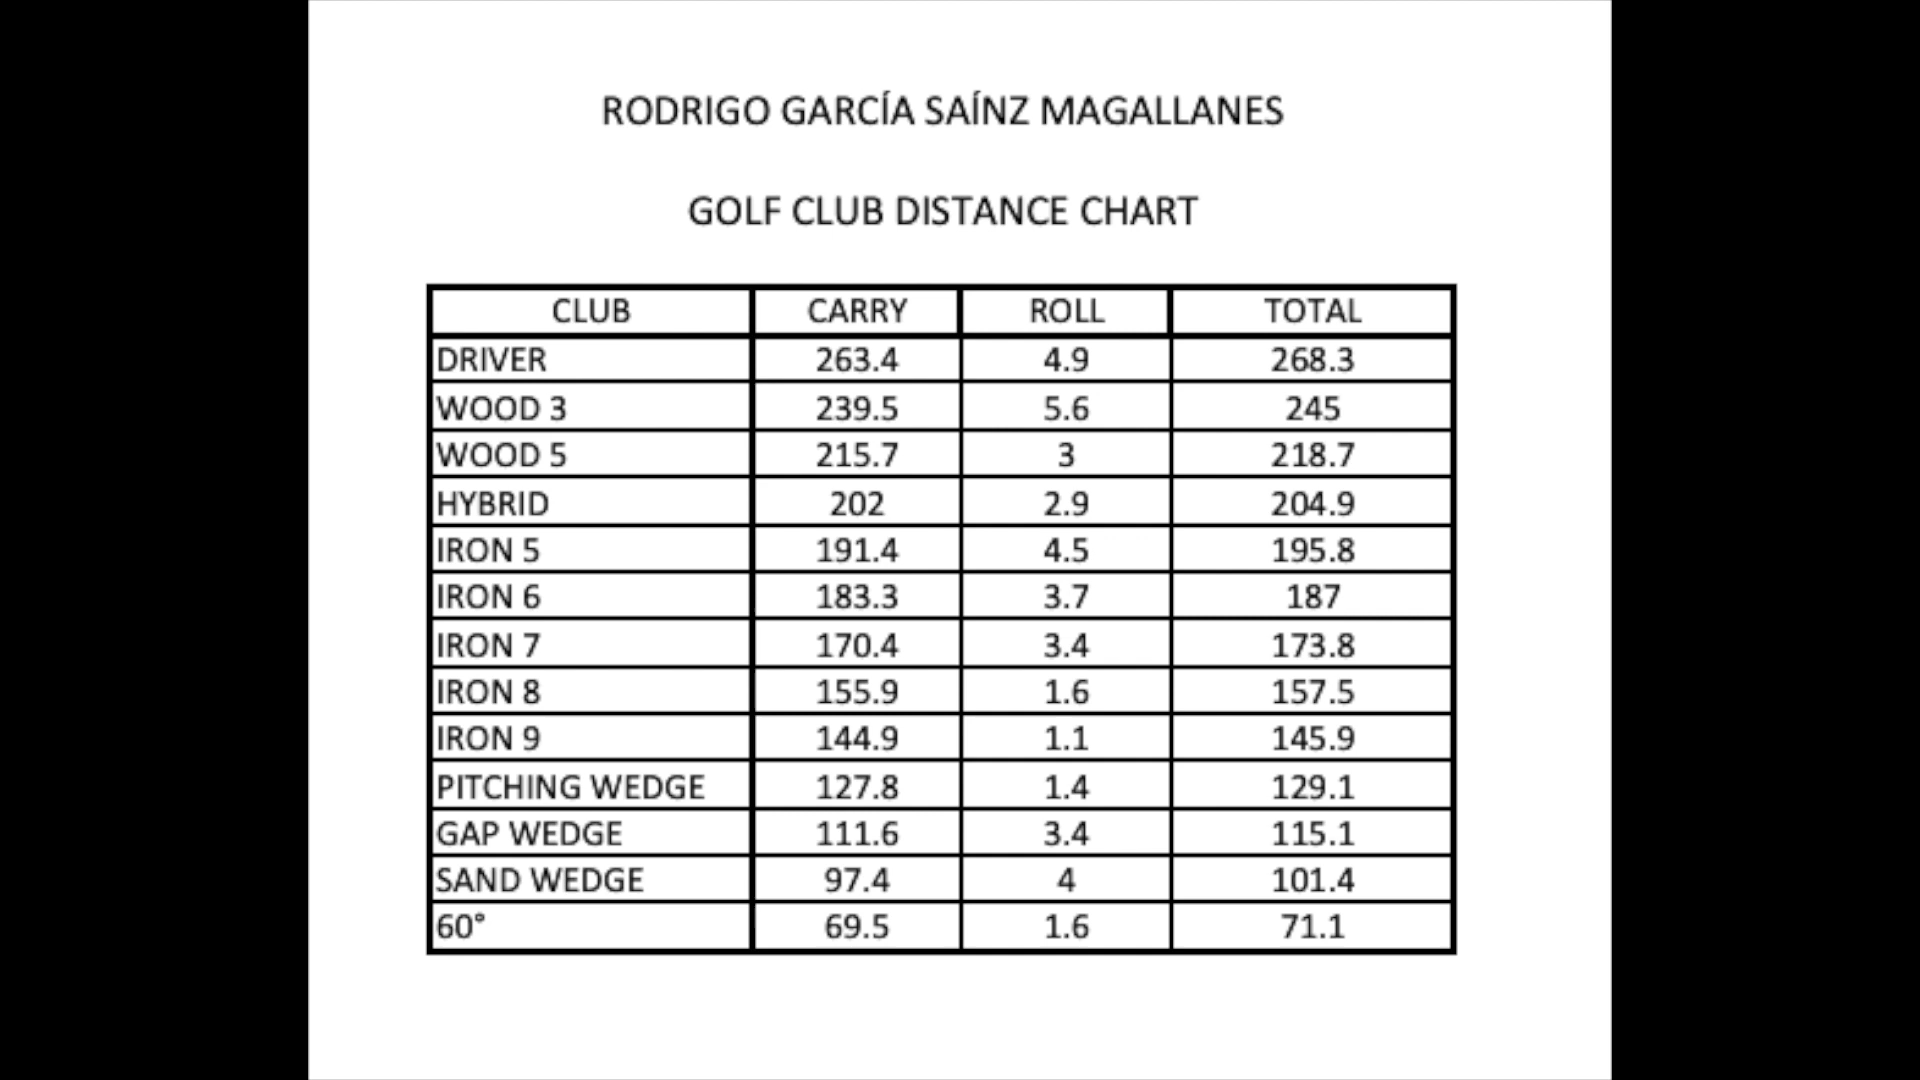 RODRIGO GARCÍA SAÍNZ MAGALLANES
GOLF CLUB DISTANCE CHART
CLUB CARRY ROLL TOTAL
DRIVER 263.4 4.9 268.3
WOOD 3 239.5 5.6 245
WOOD 5 215.7 3 218.7
HYBRID 202 2.9 204.9
IRON 5 191.4 4.5 195.8
IRON 6 183.3 3.7 187
IRON 7 170.4 3.4 173.8
IRON 8 155.9 1.6 157.5
IRON 9 144.9 1.1 145.9
PITCHING WEDGE 127.8 1.4 129.1
GAP WEDGE 111.6 3.4 115.1
SAND WEDGE 97.4 4 101.4
60° 69.5 1.6 71.1